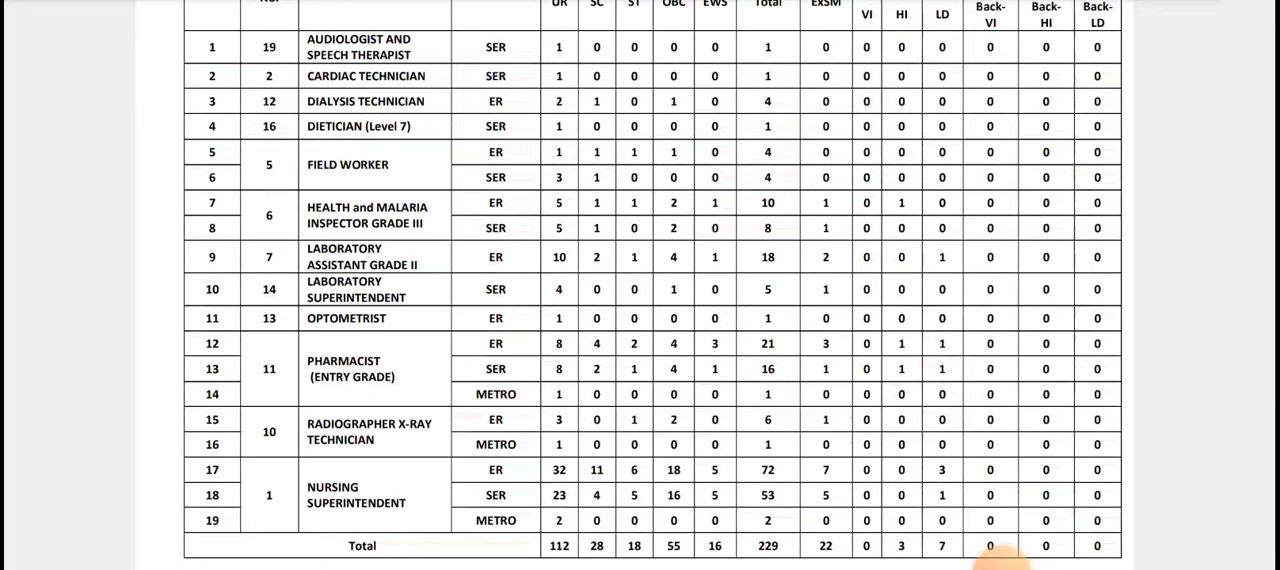 UR SC ST OBC EWS Total ExSM VI HI LD Back-VI Back-HI Back-LD
1 19 AUDIOLOGIST AND SPEECH THERAPIST SER 1 0 0 0 0 1 0 0 0 0 0 0 0
2 2 CARDIAC TECHNICIAN SER 1 0 0 0 0 1 0 0 0 0 0 0 0
3 12 DIALYSIS TECHNICIAN ER 2 1 0 1 0 4 0 0 0 0 0 0 0
4 16 DIETICIAN (Level 7) SER 1 0 0 0 0 1 0 0 0 0 0 0 0
5 5 FIELD WORKER ER 1 1 1 1 0 4 0 0 0 0 0 0 0
6 SER 3 1 0 0 0 4 0 0 0 0 0 0 0
7 6 HEALTH and MALARIA INSPECTOR GRADE III ER 5 1 1 2 1 10 1 0 1 0 0 0 0
8 SER 5 1 0 2 0 8 1 0 0 0 0 0 0
9 7 LABORATORY ASSISTANT GRADE II ER 10 2 1 4 1 18 2 0 0 1 0 0 0
10 14 LABORATORY SUPERINTENDENT SER 4 0 0 1 0 5 1 0 0 0 0 0 0
11 13 OPTOMETRIST ER 1 0 0 0 0 1 0 0 0 0 0 0 0
12 11 PHARMACIST (ENTRY GRADE) ER 8 4 2 4 3 21 3 0 1 1 0 0 0
13 SER 8 2 1 4 1 16 1 0 1 1 0 0 0
14 METRO 1 0 0 0 0 1 0 0 0 0 0 0 0
15 10 RADIOGRAPHER X-RAY TECHNICIAN ER 3 0 1 2 0 6 1 0 0 0 0 0 0
16 METRO 1 0 0 0 0 1 0 0 0 0 0 0 0
17 1 NURSING SUPERINTENDENT ER 32 11 6 18 5 72 7 0 0 3 0 0 0
18 SER 23 4 5 16 5 53 5 0 0 1 0 0 0
19 METRO 2 0 0 0 0 2 0 0 0 0 0 0 0
Total 112 28 18 55 16 229 22 0 3 7 0 0 0